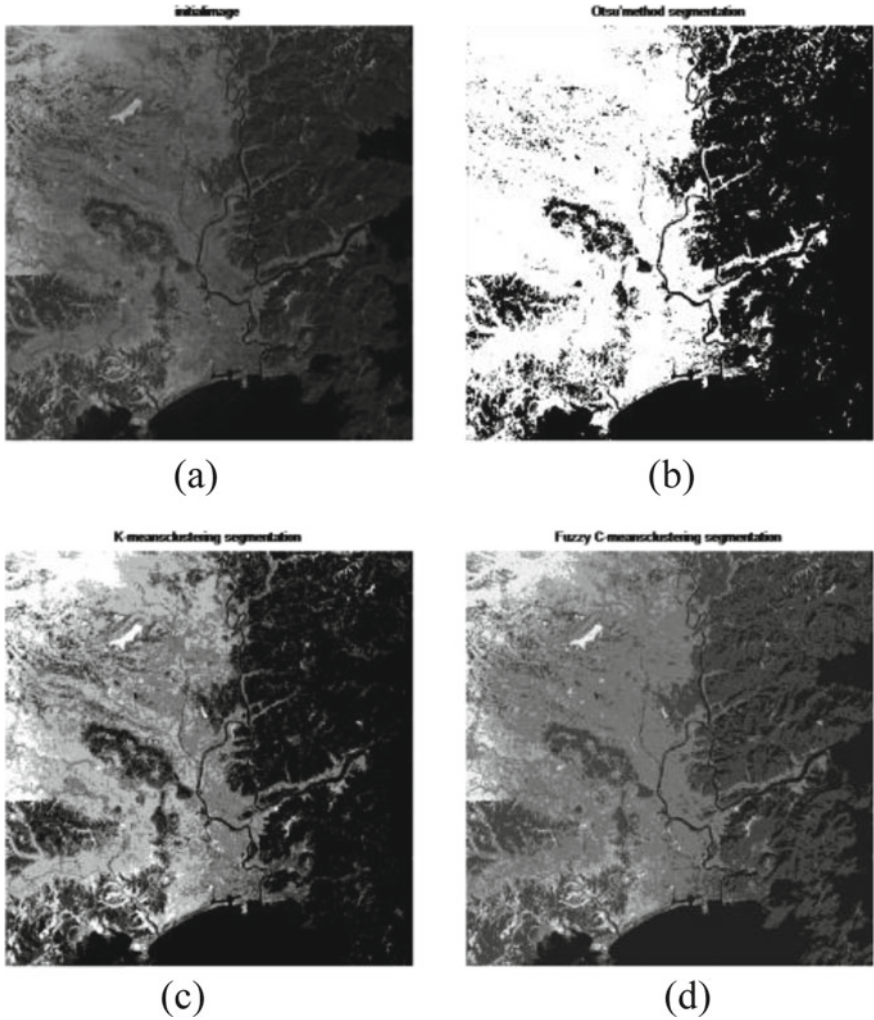 initialimage
Otsu'method segmentation
(a)
(b)
K-meansclustering segmentation
Fuzzy C-meansclustering segmentation
(c)
(d)